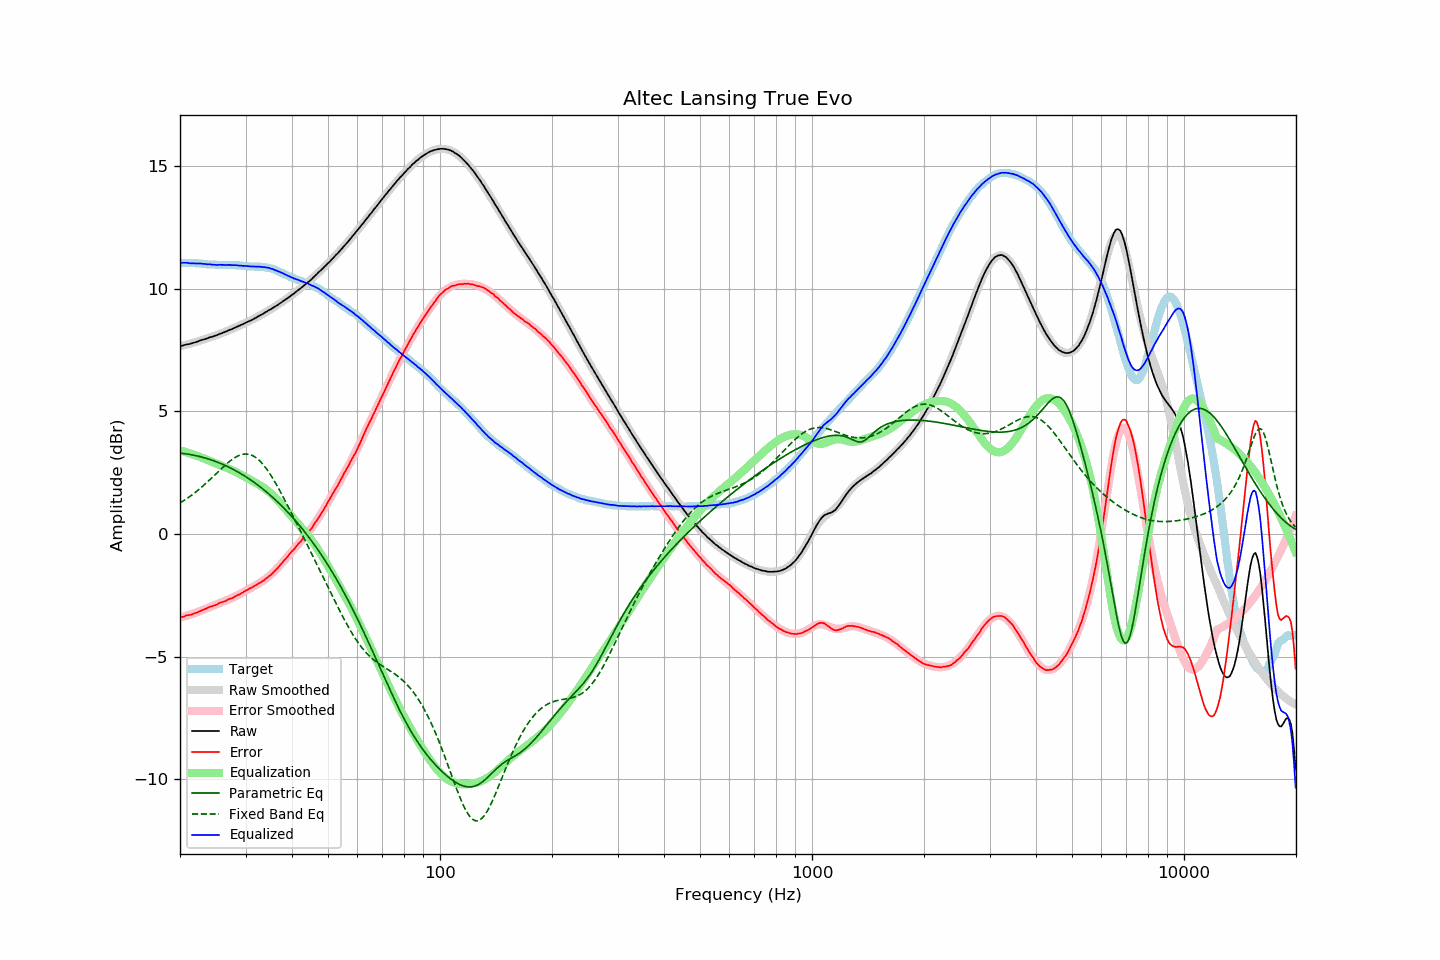 Altec Lansing True Evo
15
10
5
0
−5
−10
Amplitude (dBr)
Target
Raw Smoothed
Error Smoothed
Raw
Error
Equalization
Parametric Eq
Fixed Band Eq
Equalized
100
1000
10000
Frequency (Hz)